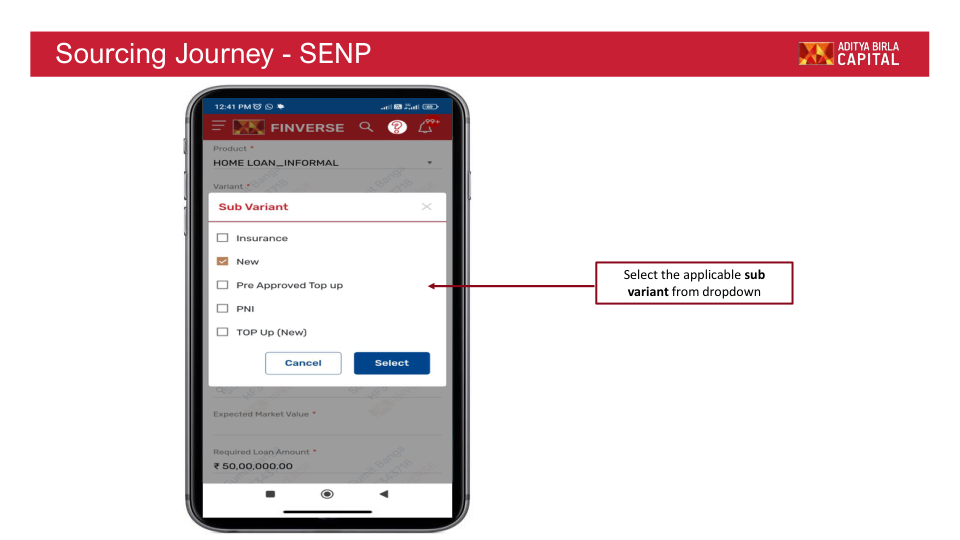 Sourcing Journey - SENP
ADITYA BIRLA
CAPITAL
12:41 PM
FINVERSE
?
99+
Product *
HOME LOAN_INFORMAL
Variant *
Sub Variant
Insurance
New
Pre Approved Top up
PNI
TOP Up (New)
Cancel
Select
Expected Market Value *
Required Loan Amount *
₹ 50,00,000.00
Select the applicable sub
variant from dropdown